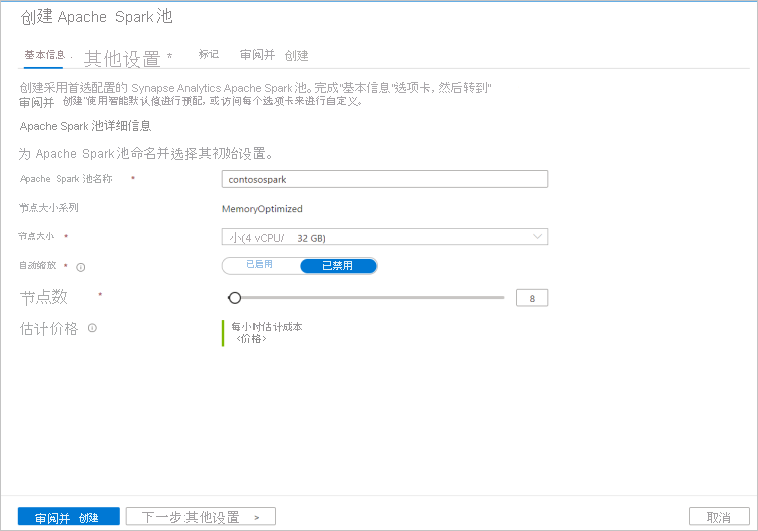 创建 Apache Spark 池
基本信息 . 其他设置 * 标记 审阅并 创建
创建采用首选配置的 Synapse Analytics Apache Spark 池。完成"基本信息"选项卡，然后转到"
审阅并 创建"使用智能默认值进行预配，或访问每个选项卡来进行自定义。
Apache Spark 池详细信息
为 Apache Spark 池命名并选择其初始设置。
Apache Spark 池名称 * contosospark
节点大小系列 MemoryOptimized
节点大小 * 小(4 vCPU/ 32 GB)
自动缩放 * 已启用 已禁用
节点数 * 8
估计价格 每小时估计成本
<价格>
审阅并 创建 下一步:其他设置 > 取消